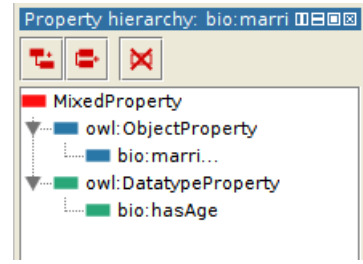 Property hierarchy: bio:marri
MixedProperty
owl:ObjectProperty
bio:marri...
owl:DatatypeProperty
bio:hasAge